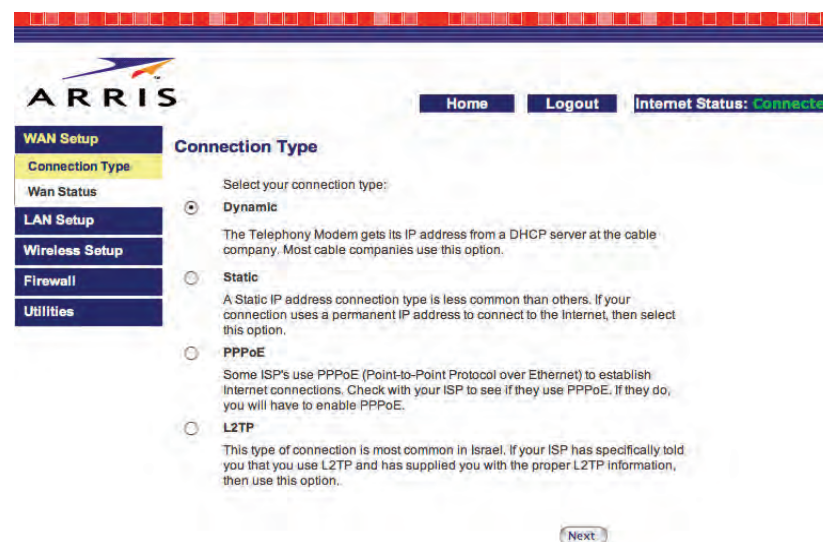 ARRIS
Home Logout Internet Status: Connecte
WAN Setup
Connection Type
Wan Status
LAN Setup
Wireless Setup
Firewall
Utilities
Connection Type
Select your connection type:
Dynamic
The Telephony Modem gets its IP address from a DHCP server at the cable
company. Most cable companies use this option.
Static
A Static IP address connection type is less common than others. If your
connection uses a permanent IP address to connect to the Internet, then select
this option.
PPPoE
Some ISP's use PPPoE (Point-to-Point Protocol over Ethernet) to establish
Internet connections. Check with your ISP to see if they use PPPoE. If they do,
you will have to enable PPPoE.
L2TP
This type of connection is most common in Israel. If your ISP has specifically told
you that you use L2TP and has supplied you with the proper L2TP information,
then use this option.
Next